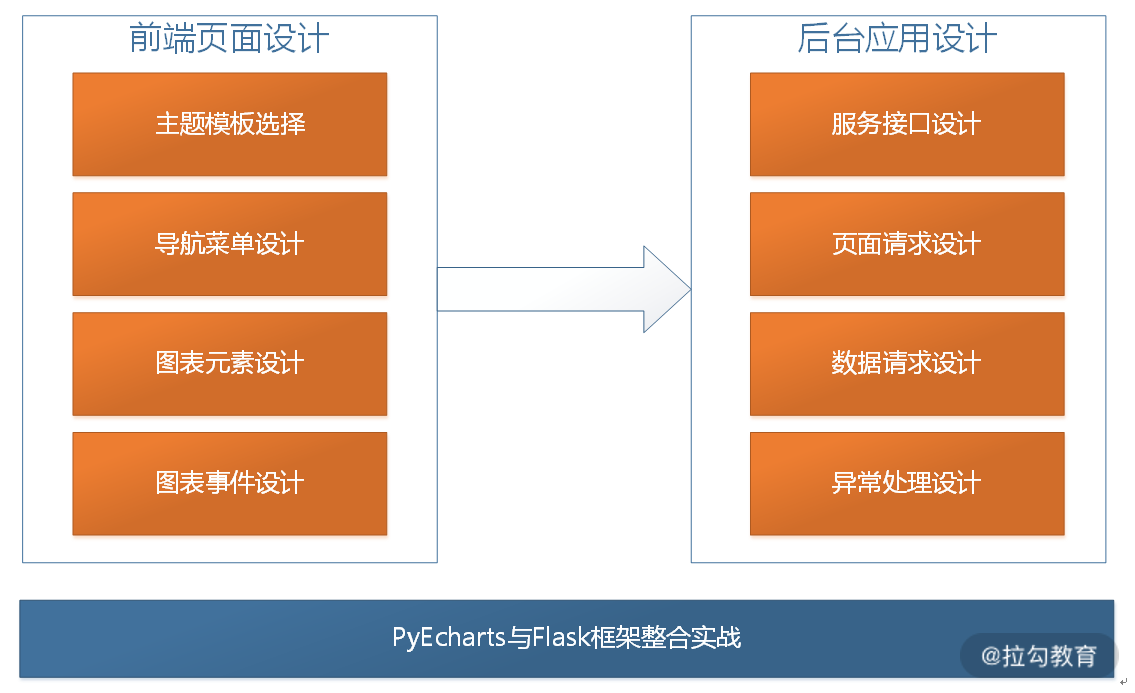 前端页面设计
主题模板选择
导航菜单设计
图表元素设计
图表事件设计
后台应用设计
服务接口设计
页面请求设计
数据请求设计
异常处理设计
PyEcharts与Flask框架整合实战
@拉勾教育